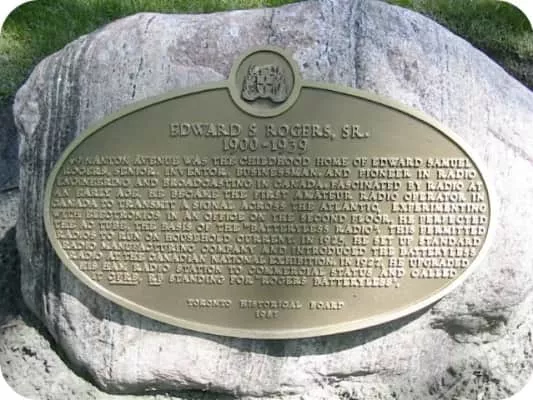 EDWARD S. ROGERS, SR.
1900-1939
49 NANTON AVENUE WAS THE CHILDHOOD HOME OF EDWARD SAMUEL
ROGERS, SENIOR, INVENTOR, BUSINESSMAN AND PIONEER IN RADIO
ENGINEERING AND BROADCASTING IN CANADA. FASCINATED BY RADIO AT
AN EARLY AGE, HE BECAME THE FIRST AMATEUR RADIO OPERATOR IN
CANADA TO TRANSMIT A SIGNAL ACROSS THE ATLANTIC. EXPERIMENTING
WITH ELECTRONICS IN AN OFFICE ON THE SECOND FLOOR, HE PERFECTED
THE AC TUBE, THE BASIS OF THE "BATTERYLESS RADIO". THE PERMITTED
RADIOS TO RUN ON HOUSEHOLD CURRENT. IN 1925, HE SET UP STANDARD
RADIO MANUFACTURING COMPANY AND INTRODUCED THE BATTERYLESS
RADIO AT THE CANADIAN NATIONAL EXHIBITION. IN 1927, HE UPGRADED
HIS HAM RADIO STATION TO COMMERCIAL STATUS AND CALLED
IT CFRB, RB STANDING FOR "ROGERS BATTERYLESS".
TORONTO HISTORICAL BOARD
1987